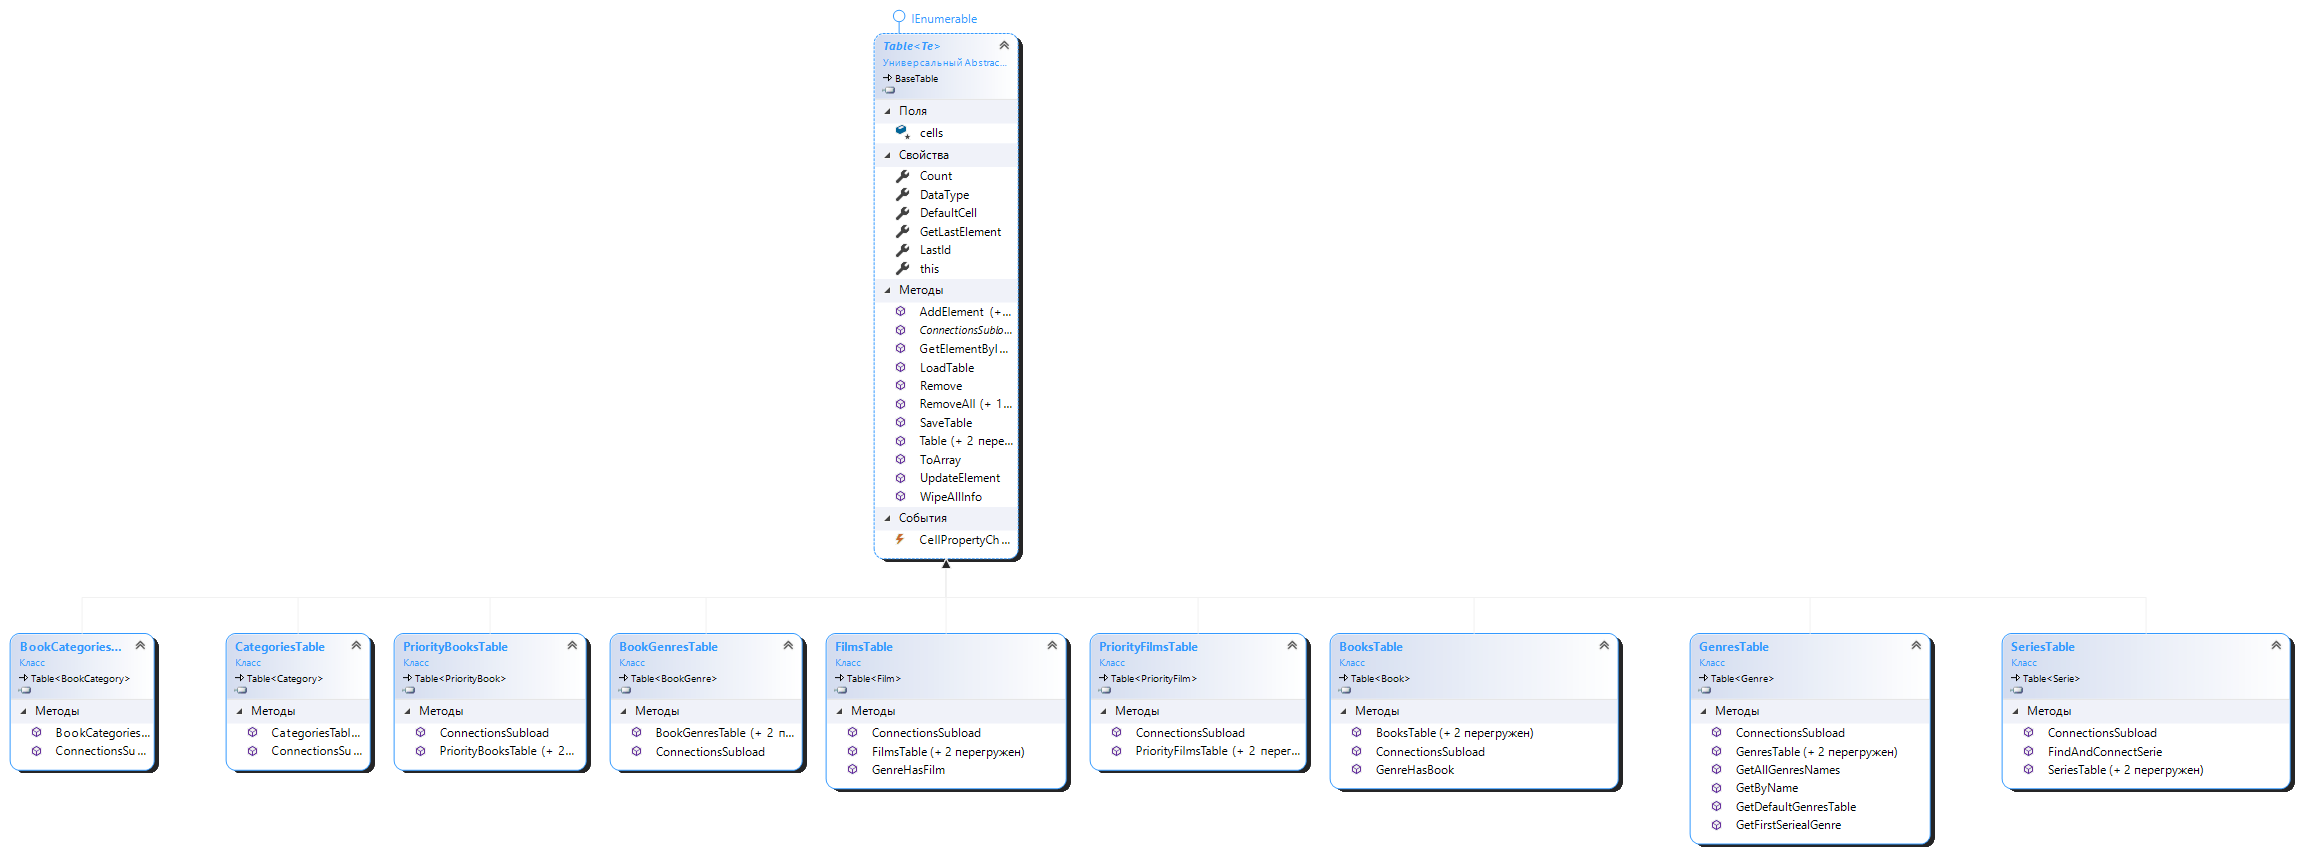 IEnumerable
Table<Te>
Универсальный Abstrac...
BaseTable
Поля
cells
Свойства
Count
DataType
DefaultCell
GetLastElement
LastId
this
Методы
AddElement (+...
ConnectionsSublo...
GetElementByI...
LoadTable
Remove
RemoveAll (+ 1...
SaveTable
Table (+ 2 пере...
ToArray
UpdateElement
WipeAllInfo
События
CellPropertyCh...
BookCategories...
Класс
Table<BookCategory>
Методы
BookCategories...
ConnectionsSu...
CategoriesTable
Класс
Table<Category>
Методы
CategoriesTabl...
ConnectionsSu...
PriorityBooksTable
Класс
Table<PriorityBook>
Методы
ConnectionsSubload
PriorityBooksTable (+ 2...
BookGenresTable
Класс
Table<BookGenre>
Методы
BookGenresTable (+ 2 п...
ConnectionsSubload
FilmsTable
Класс
Table<Film>
Методы
ConnectionsSubload
FilmsTable (+ 2 перегружен)
GenreHasFilm
PriorityFilmsTable
Класс
Table<PriorityFilm>
Методы
ConnectionsSubload
PriorityFilmsTable (+ 2 перег...
BooksTable
Класс
Table<Book>
Методы
BooksTable (+ 2 перегружен)
ConnectionsSubload
GenreHasBook
GenresTable
Класс
Table<Genre>
Методы
ConnectionsSubload
GenresTable (+ 2 перегружен)
GetAllGenresNames
GetByName
GetDefaultGenresTable
GetFirstSeriealGenre
SeriesTable
Класс
Table<Serie>
Методы
ConnectionsSubload
FindAndConnectSerie
SeriesTable (+ 2 перегружен)